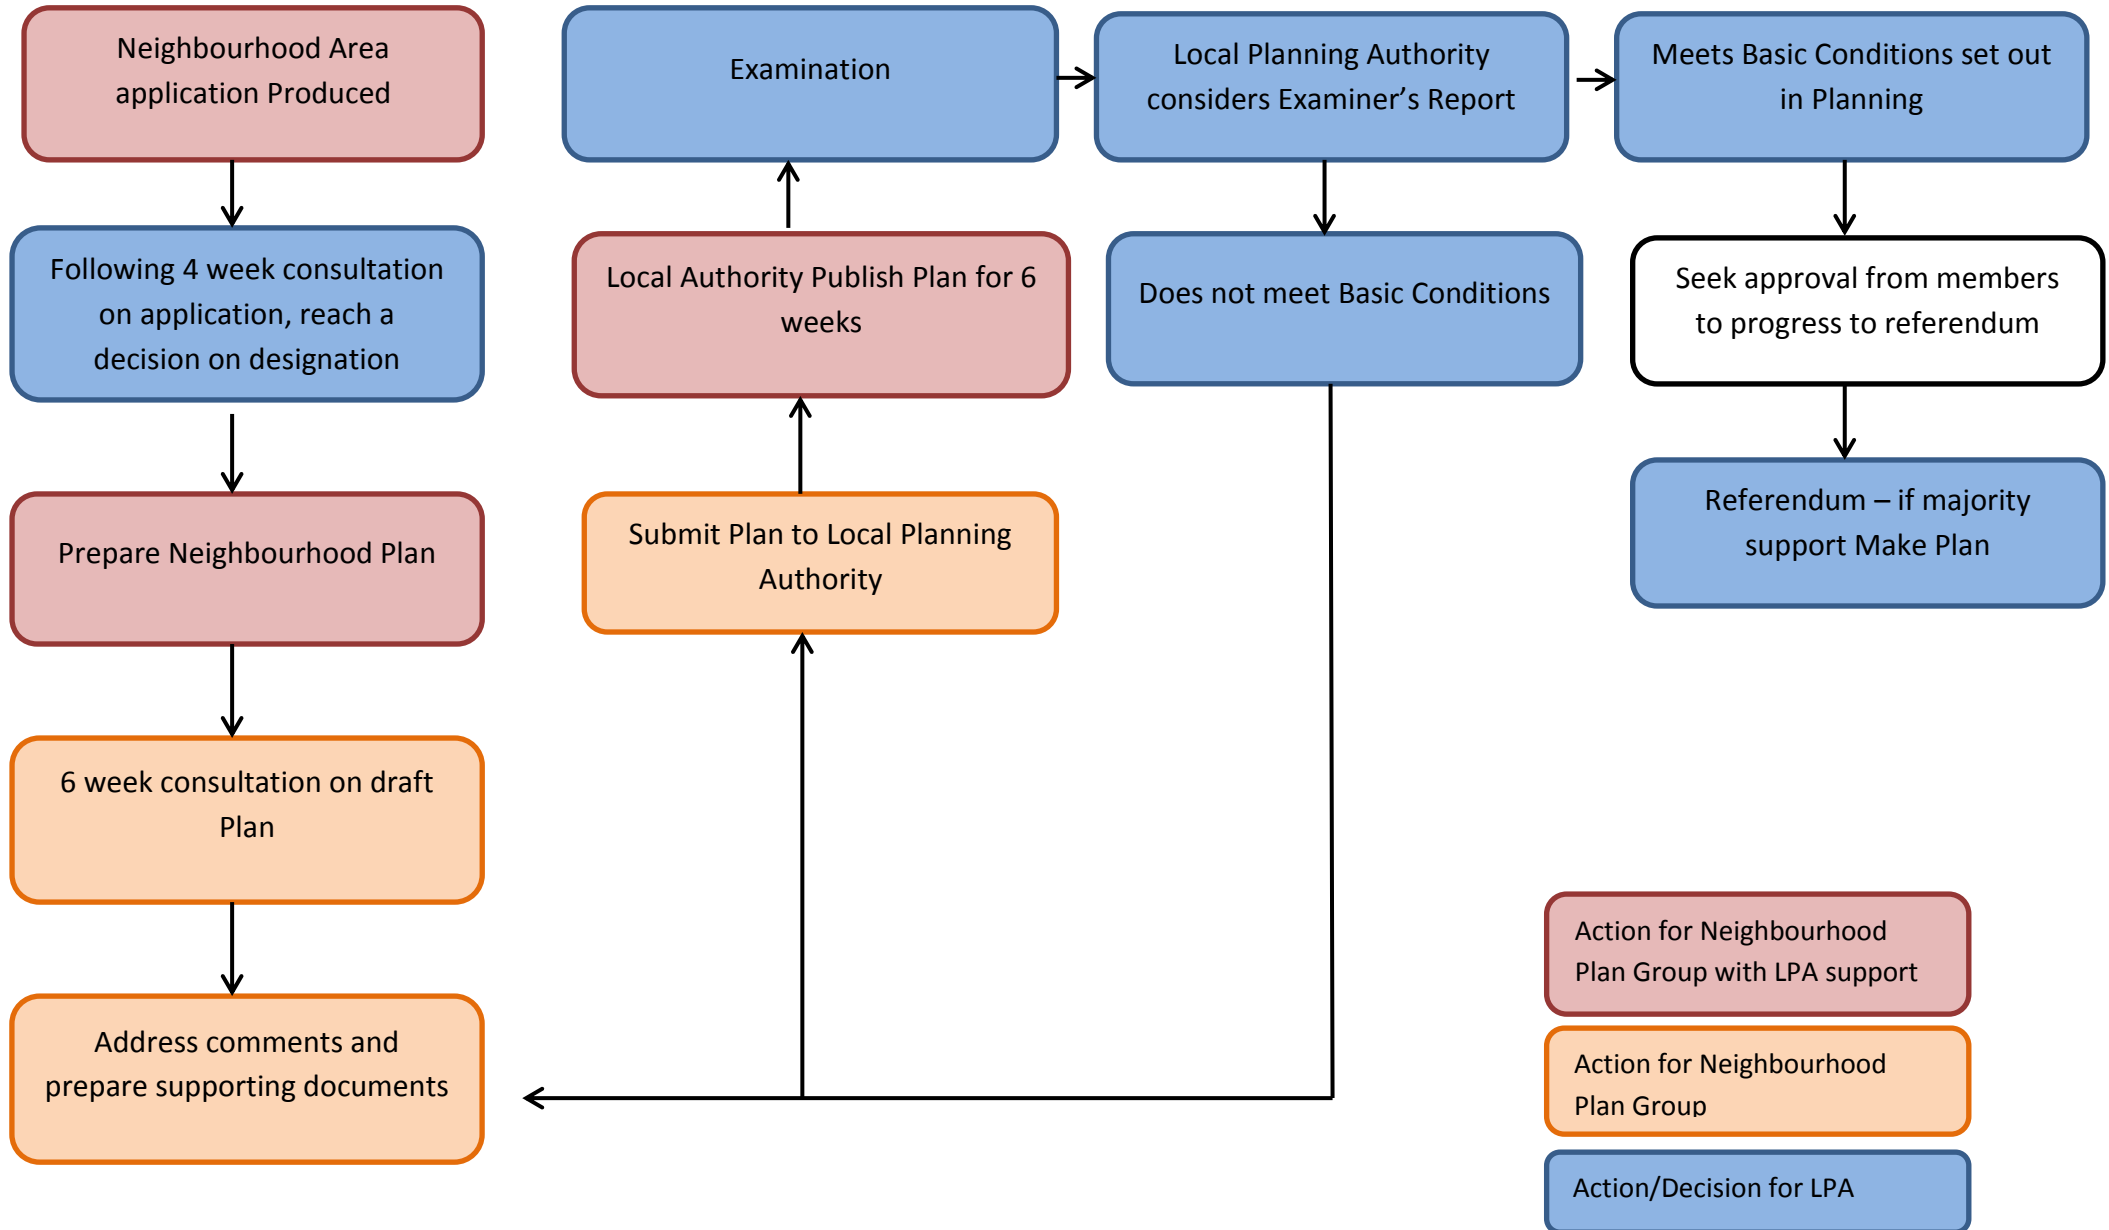 Neighbourhood Area
application Produced
Following 4 week consultation
on application, reach a
decision on designation
Prepare Neighbourhood Plan
6 week consultation on draft
Plan
Address comments and
prepare supporting documents
Submit Plan to Local Planning
Authority
Local Authority Publish Plan for 6
weeks
Examination
Local Planning Authority
considers Examiner’s Report
Does not meet Basic Conditions
Meets Basic Conditions set out
in Planning
Seek approval from members
to progress to referendum
Referendum – if majority
support Make Plan
Action for Neighbourhood
Plan Group with LPA support
Action for Neighbourhood
Plan Group
Action/Decision for LPA